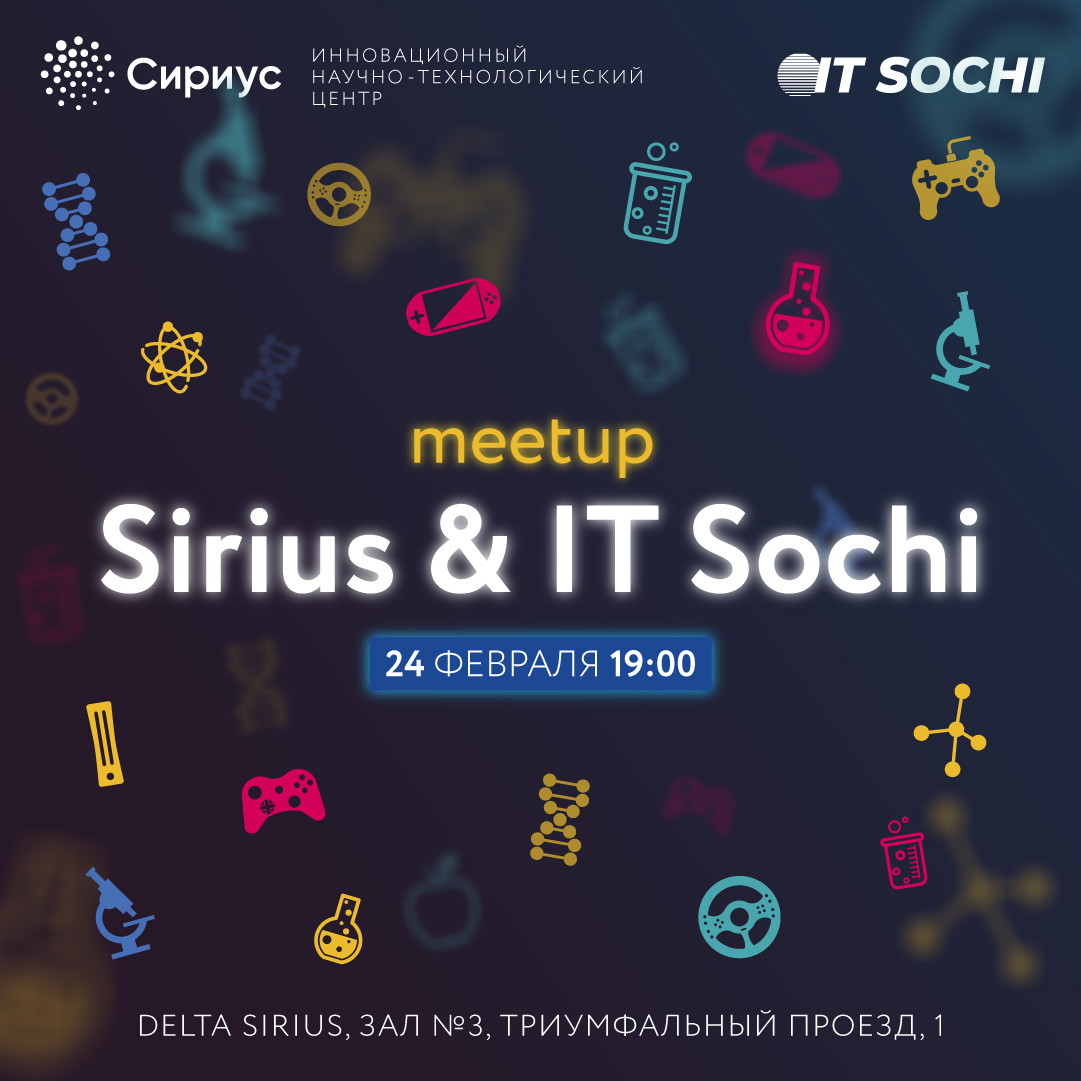 Сириус
ИННОВАЦИОННЫЙ
НАУЧНО-ТЕХНОЛОГИЧЕСКИЙ
ЦЕНТР
IT SOCHI
meetup
Sirius & IT Sochi
24 ФЕВРАЛЯ 19:00
DELTA SIRIUS, ЗАЛ №3, ТРИУМФАЛЬНЫЙ ПРОЕЗД, 1